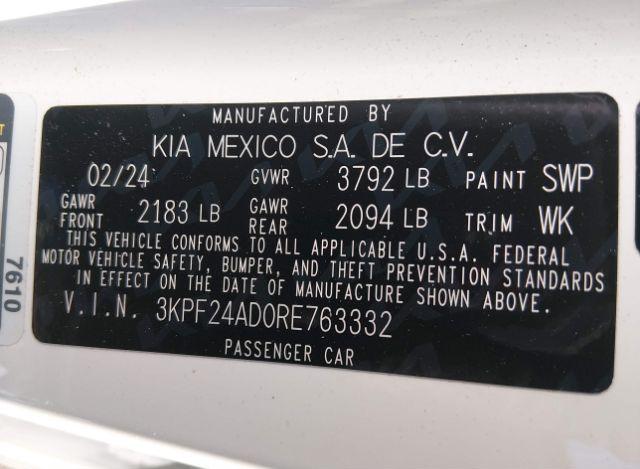 MANUFACTURED BY
KIA MEXICO S.A. DE C.V.
02/24 GVWR 3792 LB PAINT SWP
GAWR FRONT 2183 LB GAWR REAR 2094 LB TRIM WK
THIS VEHICLE CONFORMS TO ALL APPLICABLE U.S.A. FEDERAL
MOTOR VEHICLE SAFETY, BUMPER, AND THEFT PREVENTION STANDARDS
IN EFFECT ON THE DATE OF MANUFACTURE SHOWN ABOVE.
V.I.N. 3KPF24AD0RE763332
PASSENGER CAR
7610